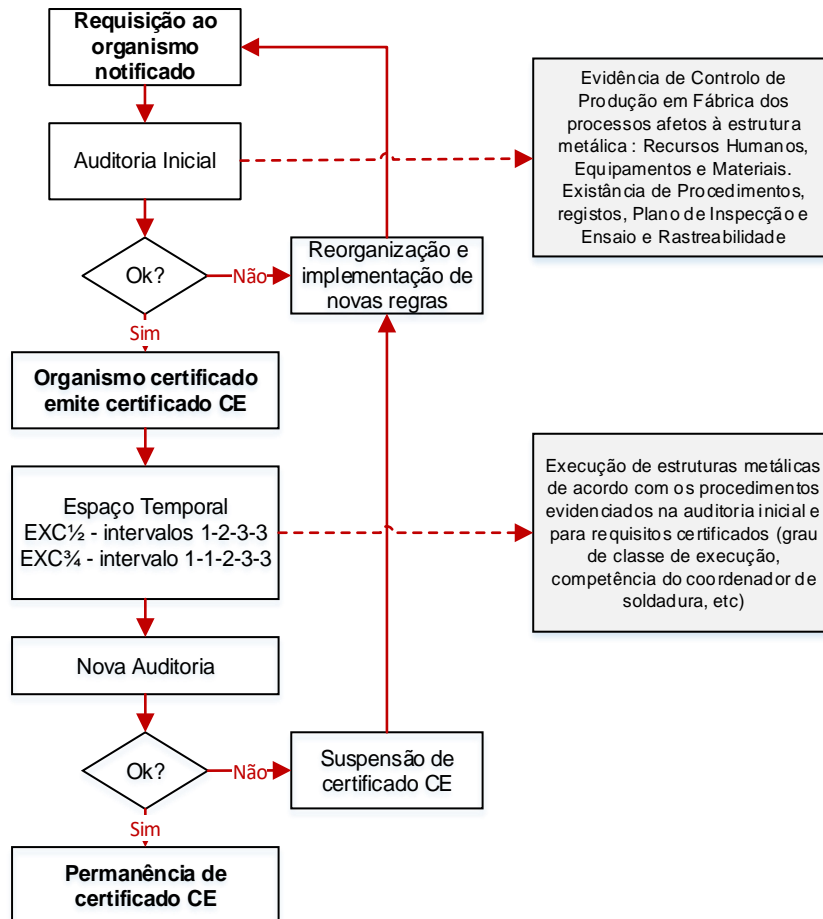 Requisição ao
organismo
notificado
Evidência de Controlo de
Produção em Fábrica dos
processos afetos à estrutura
metálica : Recursos Humanos,
Equipamentos e Materiais.
Existância de Procedimentos,
registos, Plano de Inspecção e
Ensaio e Rastreabilidade
Auditoria Inicial
Ok?
Não
Reorganização e
implementação de
novas regras
Sim
Organismo certificado
emite certificado CE
Espaço Temporal
EXC½ - intervalos 1-2-3-3
EXC¾ - intervalo 1-1-2-3-3
Execução de estruturas metálicas
de acordo com os procedimentos
evidenciados na auditoria inicial e
para requisitos certificados (grau
de classe de execução,
competência do coordenador de
soldadura, etc)
Nova Auditoria
Ok?
Não
Suspensão de
certificado CE
Sim
Permanência de
certificado CE